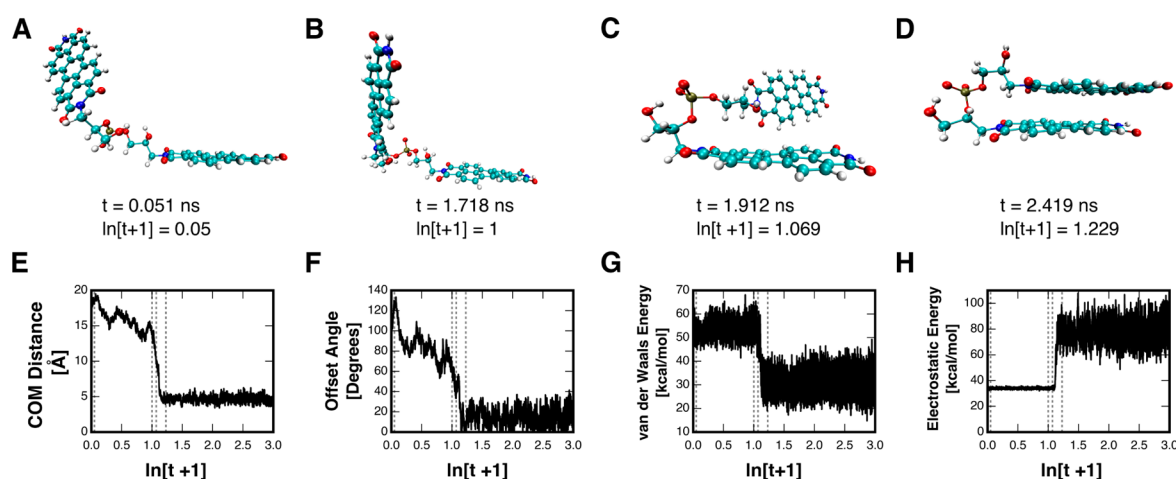 A
B
C
D
t = 0.051 ns
ln[t+1] = 0.05
t = 1.718 ns
ln[t+1] = 1
t = 1.912 ns
ln[t +1] = 1.069
t = 2.419 ns
ln[t+1] = 1.229
E
F
G
H
COM Distance
[Å]
20
15
10
5
0
0.0 0.5 1.0 1.5 2.0 2.5 3.0
ln[t +1]
Offset Angle
[Degrees]
140
120
100
80
60
40
20
0
0.0 0.5 1.0 1.5 2.0 2.5 3.0
ln[t +1]
van der Waals Energy
[kcal/mol]
70
60
50
40
30
20
10
0.0 0.5 1.0 1.5 2.0 2.5 3.0
ln[t+1]
Electrostatic Energy
[kcal/mol]
100
80
60
40
20
0
0.0 0.5 1.0 1.5 2.0 2.5 3.0
ln[t +1]